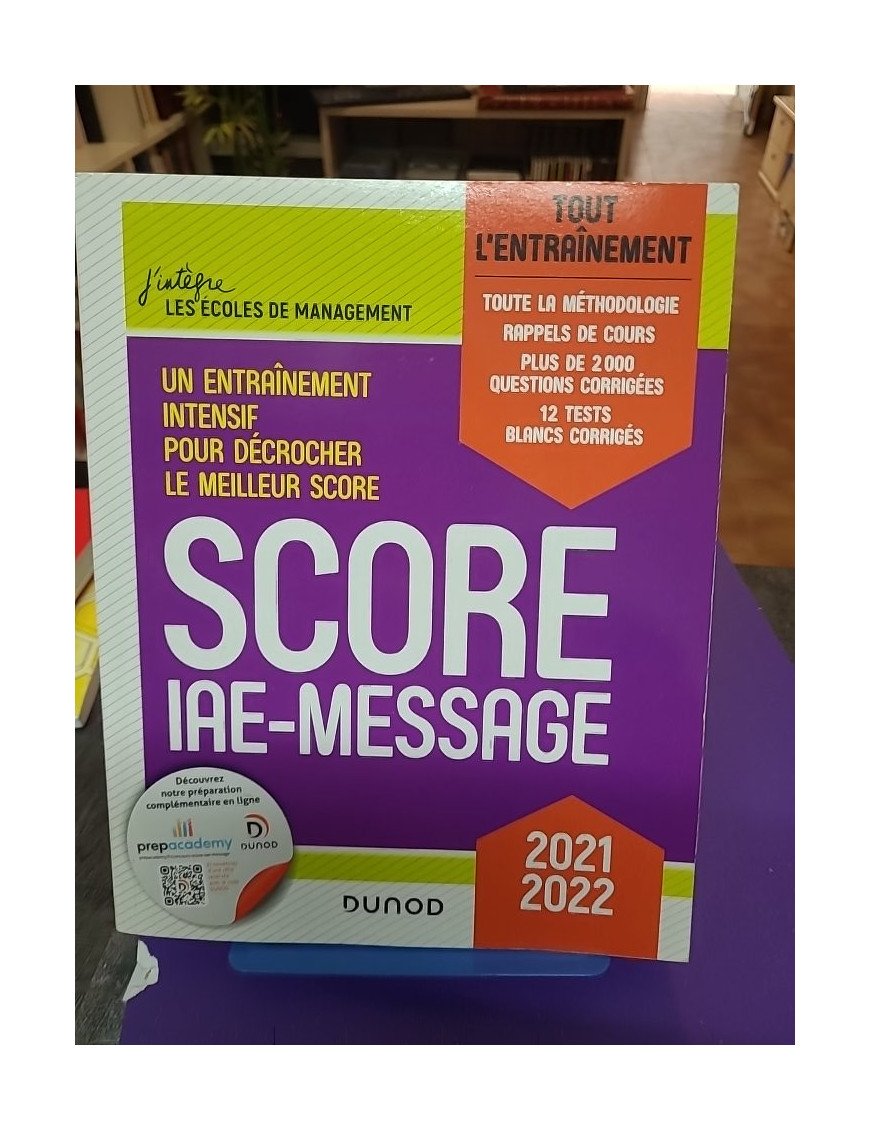 J'intègre
LES ÉCOLES DE MANAGEMENT
TOUT
L'ENTRAÎNEMENT
TOUTE LA MÉTHODOLOGIE
RAPPELS DE COURS
PLUS DE 2 000
QUESTIONS CORRIGÉES
12 TESTS
BLANCS CORRIGÉS
UN ENTRAÎNEMENT
INTENSIF
POUR DÉCROCHER
LE MEILLEUR SCORE
SCORE
IAE-MESSAGE
Découvrez
notre préparation
complémentaire en ligne
prepacademy
DUNOD
DUNOD
2021
2022